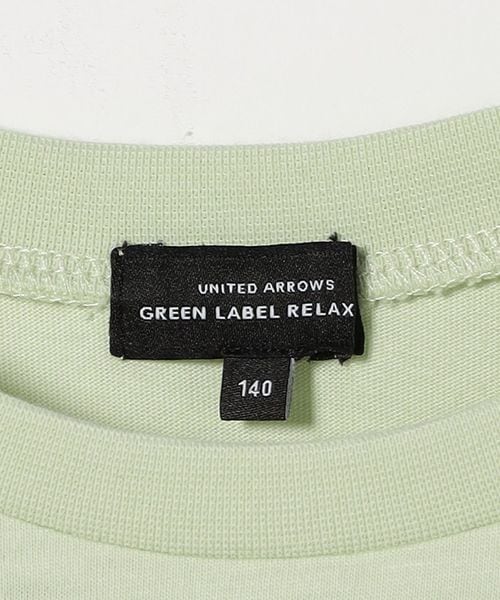 UNITED ARROWS
GREEN LABEL RELAX
140